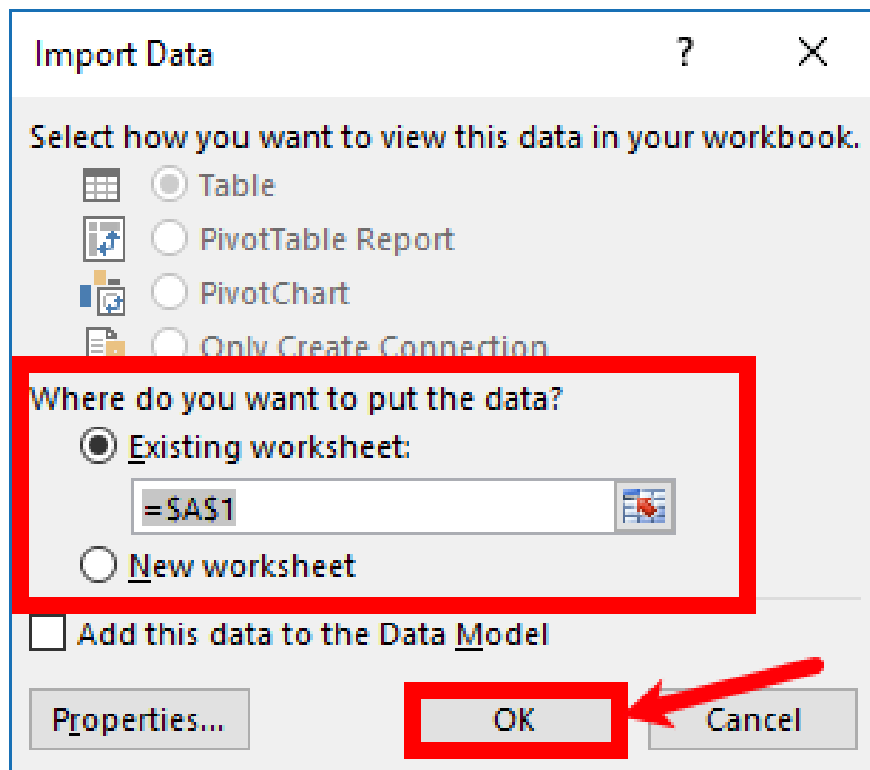 Import Data ?
Select how you want to view this data in your workbook.
Table
PivotTable Report
PivotChart
Only Create Connection
Where do you want to put the data?
Existing worksheet:
=$A$1
New worksheet
Add this data to the Data Model
Properties... OK Cancel